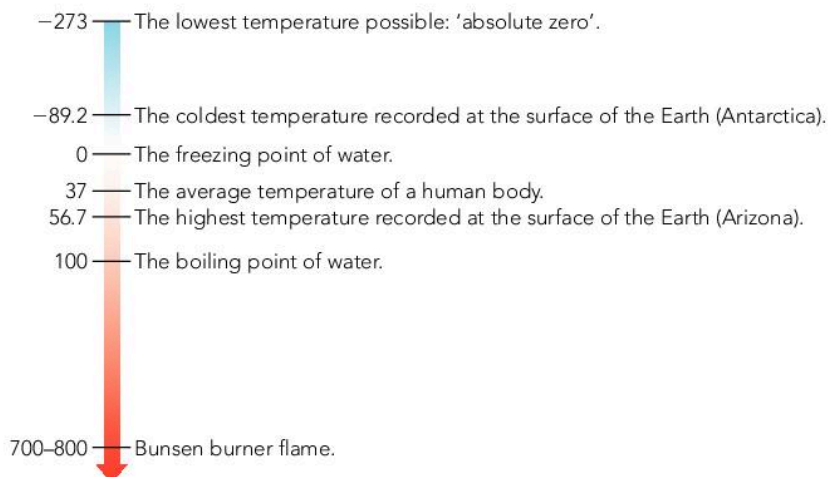 −273 The lowest temperature possible: ‘absolute zero’.
−89.2 The coldest temperature recorded at the surface of the Earth (Antarctica).
0 The freezing point of water.
37 The average temperature of a human body.
56.7 The highest temperature recorded at the surface of the Earth (Arizona).
100 The boiling point of water.
700–800 Bunsen burner flame.